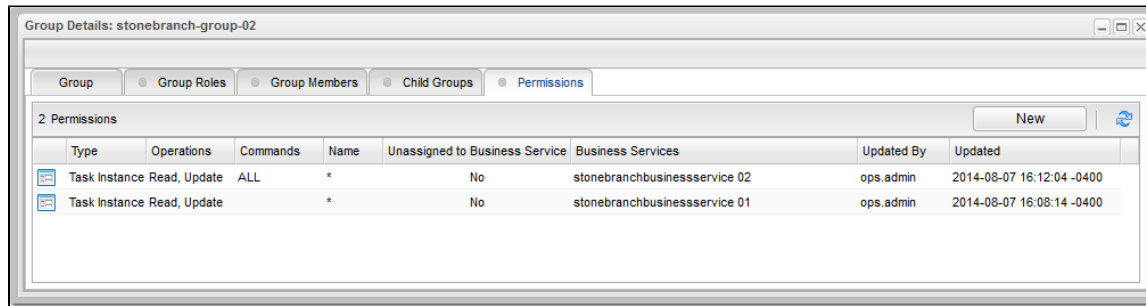 Group Details: stonebranch-group-02
Group Group Roles Group Members Child Groups Permissions
2 Permissions New
Type Operations Commands Name Unassigned to Business Service Business Services Updated By Updated
Task Instance Read, Update ALL * No stonebranchbusinessservice 02 ops.admin 2014-08-07 16:12:04 -0400
Task Instance Read, Update * No stonebranchbusinessservice 01 ops.admin 2014-08-07 16:08:14 -0400